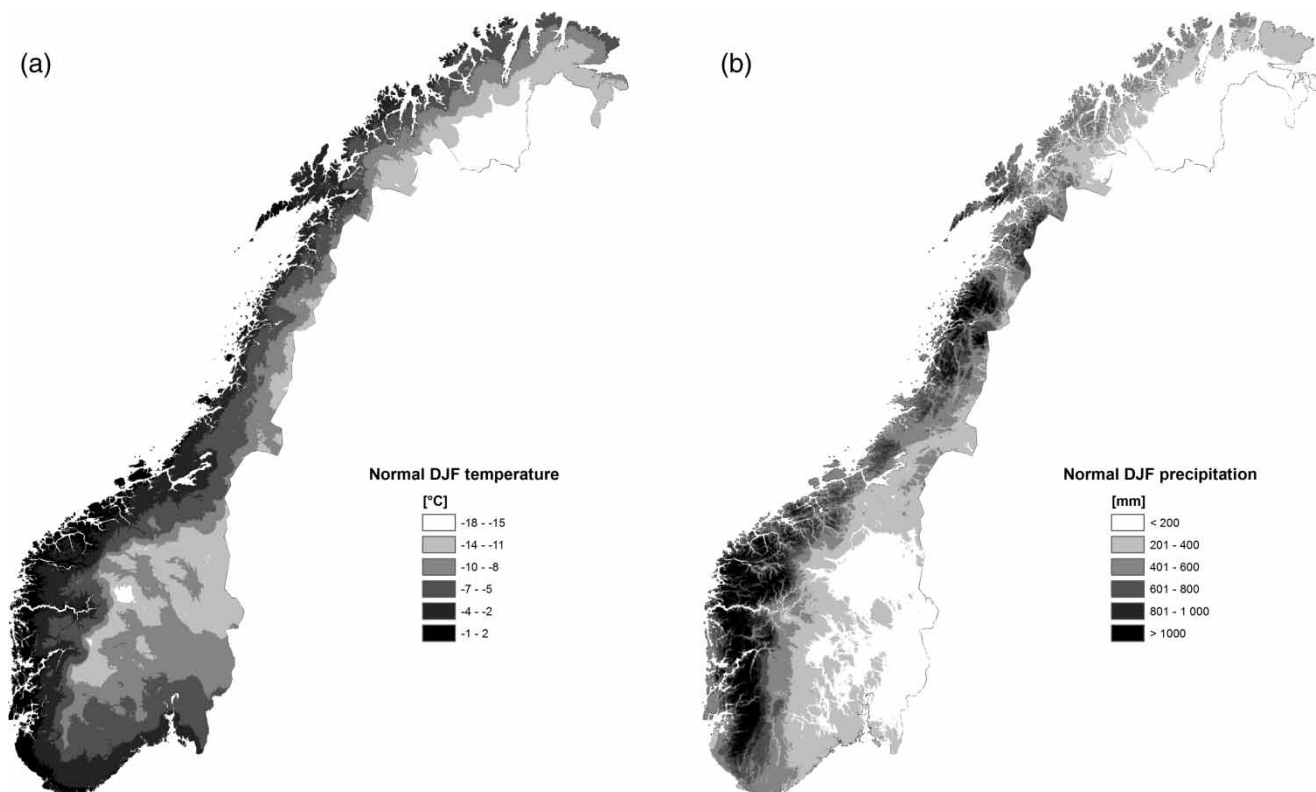 (a)
Normal DJF temperature
[°C]
-18 - -15
-14 - -11
-10 - -8
-7 - -5
-4 - -2
-1 - 2
(b)
Normal DJF precipitation
[mm]
< 200
201 - 400
401 - 600
601 - 800
801 - 1 000
> 1000